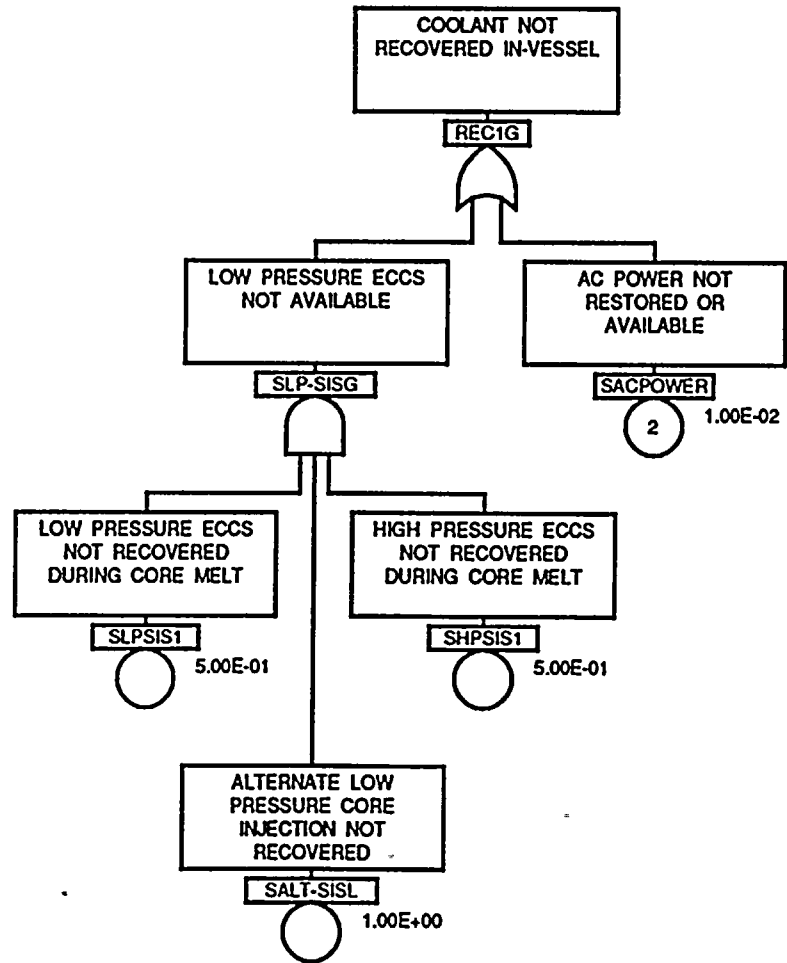 COOLANT NOT
RECOVERED IN-VESSEL
REC1G
LOW PRESSURE ECCS
NOT AVAILABLE
SLP-SISG
AC POWER NOT
RESTORED OR
AVAILABLE
SACPOWER
2
1.00E-02
LOW PRESSURE ECCS
NOT RECOVERED
DURING CORE MELT
SLPSIS1
5.00E-01
HIGH PRESSURE ECCS
NOT RECOVERED
DURING CORE MELT
SHPSIS1
5.00E-01
ALTERNATE LOW
PRESSURE CORE
INJECTION NOT
RECOVERED
SALT-SISL
1.00E+00